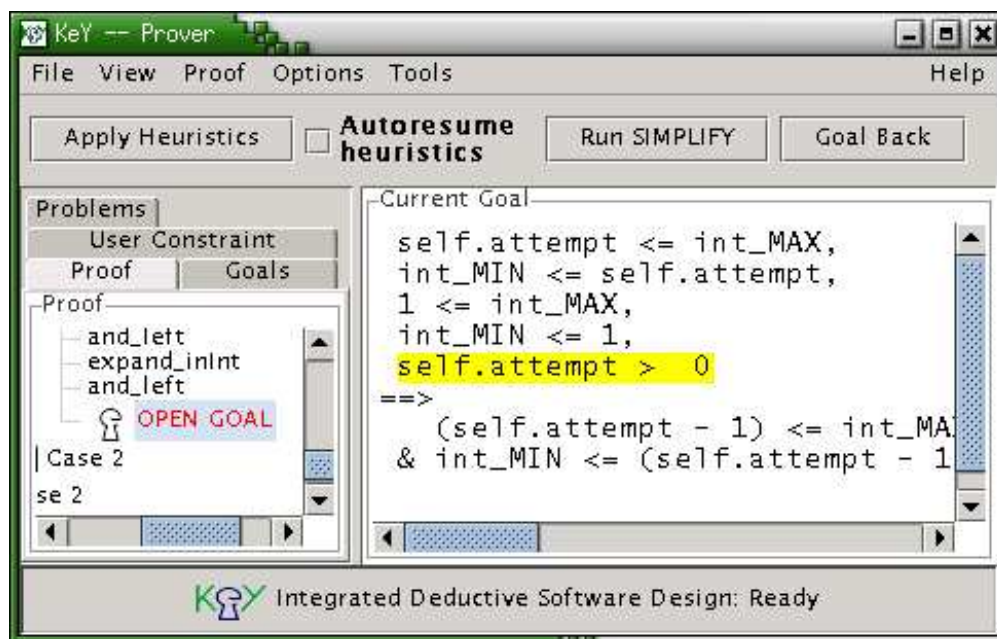 KeY -- Prover
File View Proof Options Tools Help
Apply Heuristics
Autoresume
heuristics
Run SIMPLIFY
Goal Back
Problems
User Constraint
Proof Goals
Proof
and_left
expand_inInt
and_left
OPEN GOAL
Case 2
se 2
Current Goal
self.attempt <= int_MAX,
int_MIN <= self.attempt,
1 <= int_MAX,
int_MIN <= 1,
self.attempt > 0
==>
(self.attempt - 1) <= int_MA
& int_MIN <= (self.attempt - 1
KeY Integrated Deductive Software Design: Ready